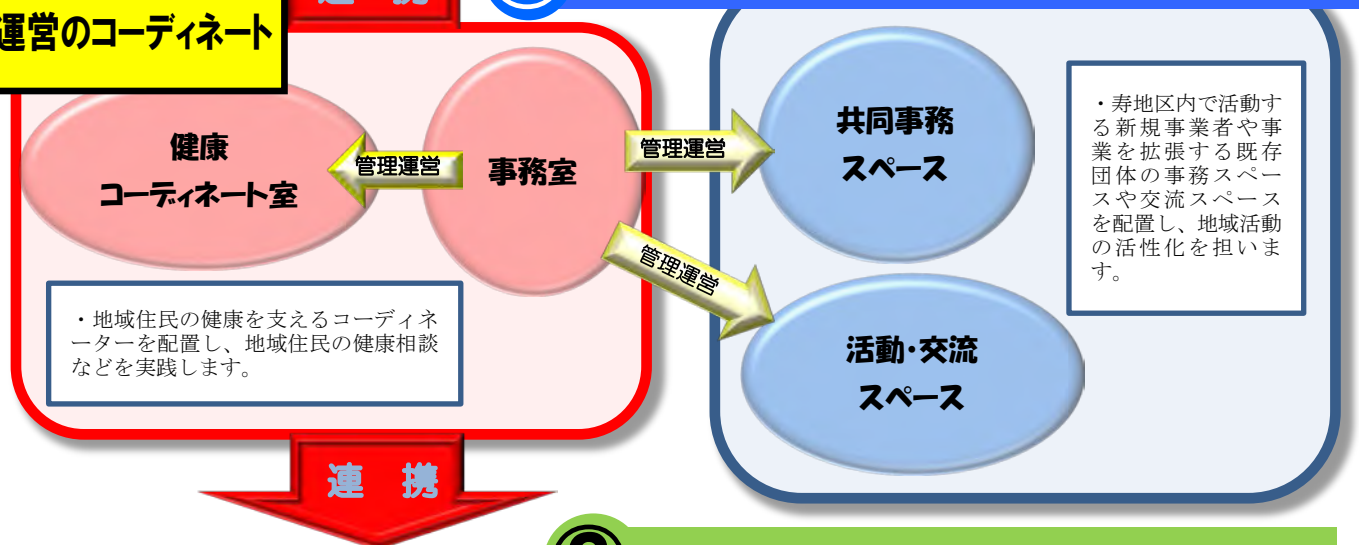 連 携
運営のコーディネート
健康
コーディネート室
管理運営
事務室
管理運営
管理運営
共同事務
スペース
活動・交流
スペース
・寿地区内で活動す
る新規事業者や事
業を拡張する既存
団体の事務スペー
スや交流スペース
を配置し、地域活動
の活性化を担いま
す。
・地域住民の健康を支えるコーディネ
ーターを配置し、地域住民の健康相談
などを実践します。
連 携